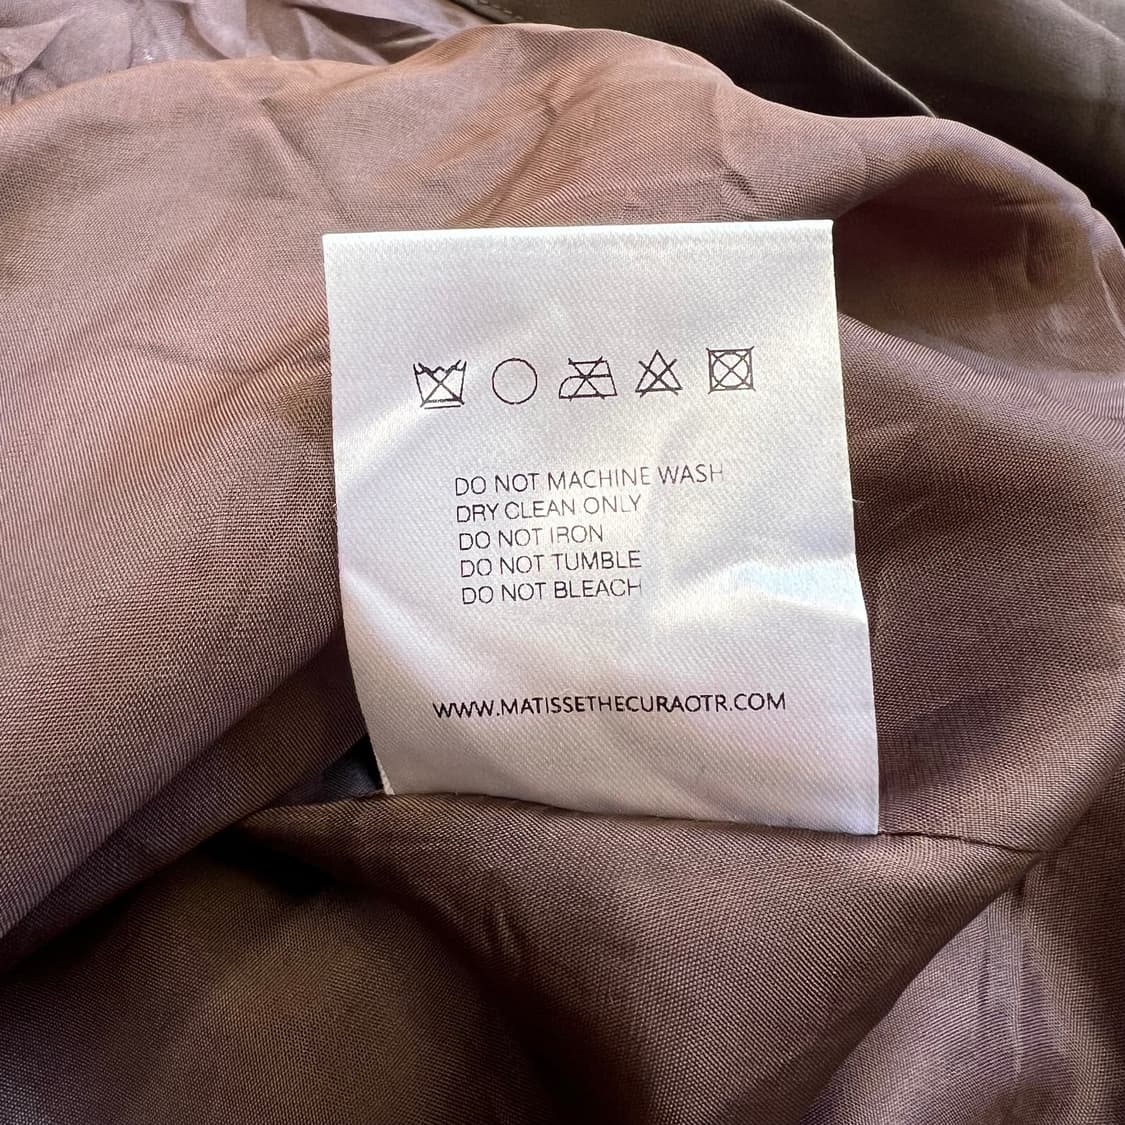 DO NOT MACHINE WASH
DRY CLEAN ONLY
DO NOT IRON
DO NOT TUMBLE
DO NOT BLEACH
WWW.MATISSETHECURAOTR.COM